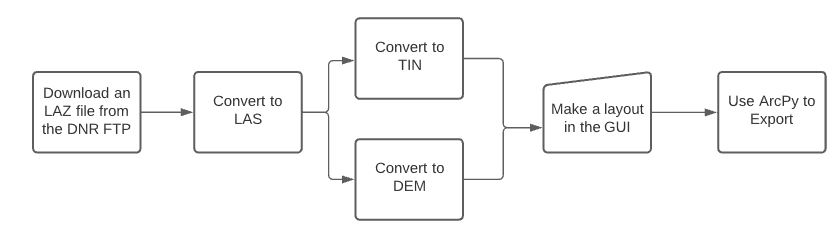 Download an
LAZ file from
the DNR FTP
Convert to
LAS
Convert to
TIN
Convert to
DEM
Make a layout
in the GUI
Use ArcPy to
Export